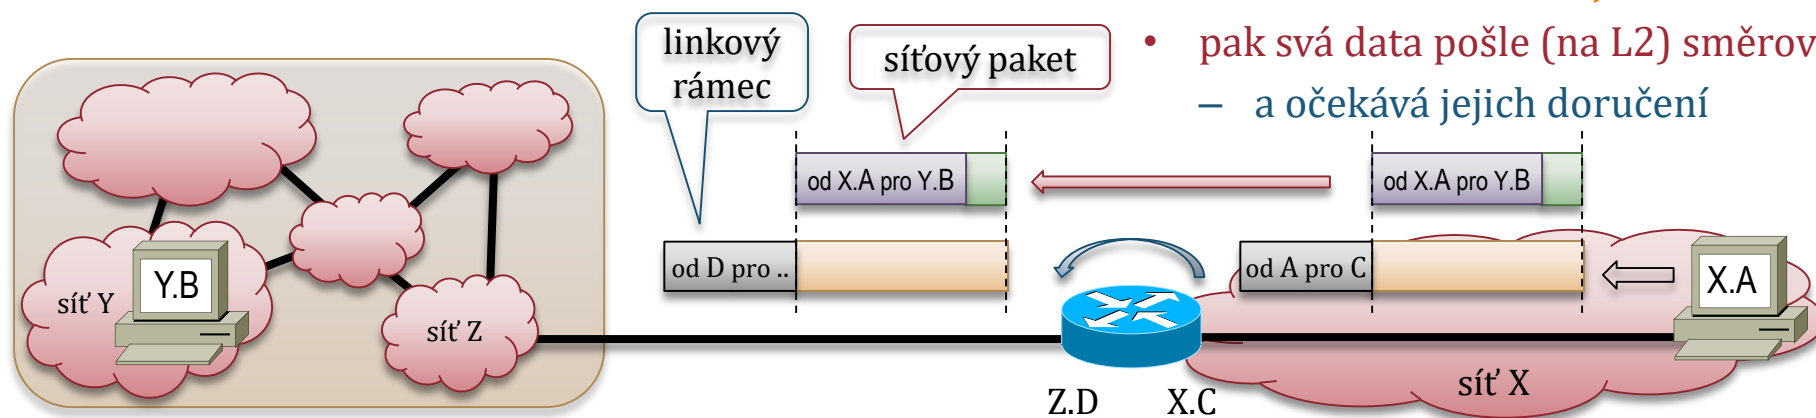 linkový
rámec
síťový paket
• pak svá data pošle (na L2) směrov
– a očekává jejich doručení
od X.A pro Y.B
od X.A pro Y.B
od D pro ..
od A pro C
Y.B
X.A
síť Y
síť Z
síť X
Z.D
X.C